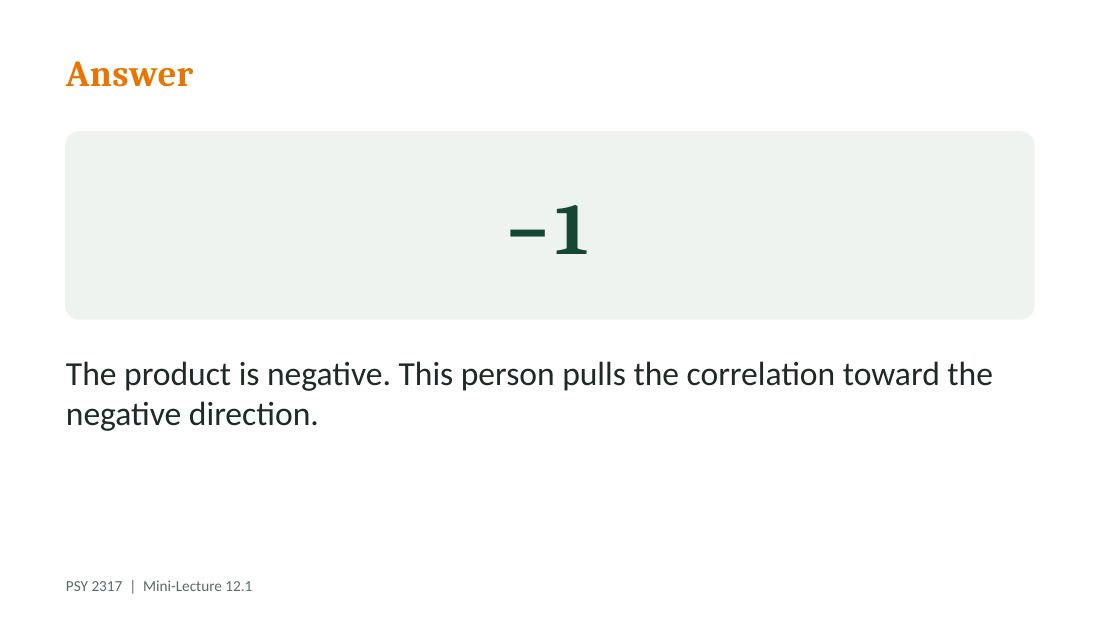 Answer
−1
The product is negative. This person pulls the correlation toward the
negative direction.
PSY 2317 | Mini-Lecture 12.1